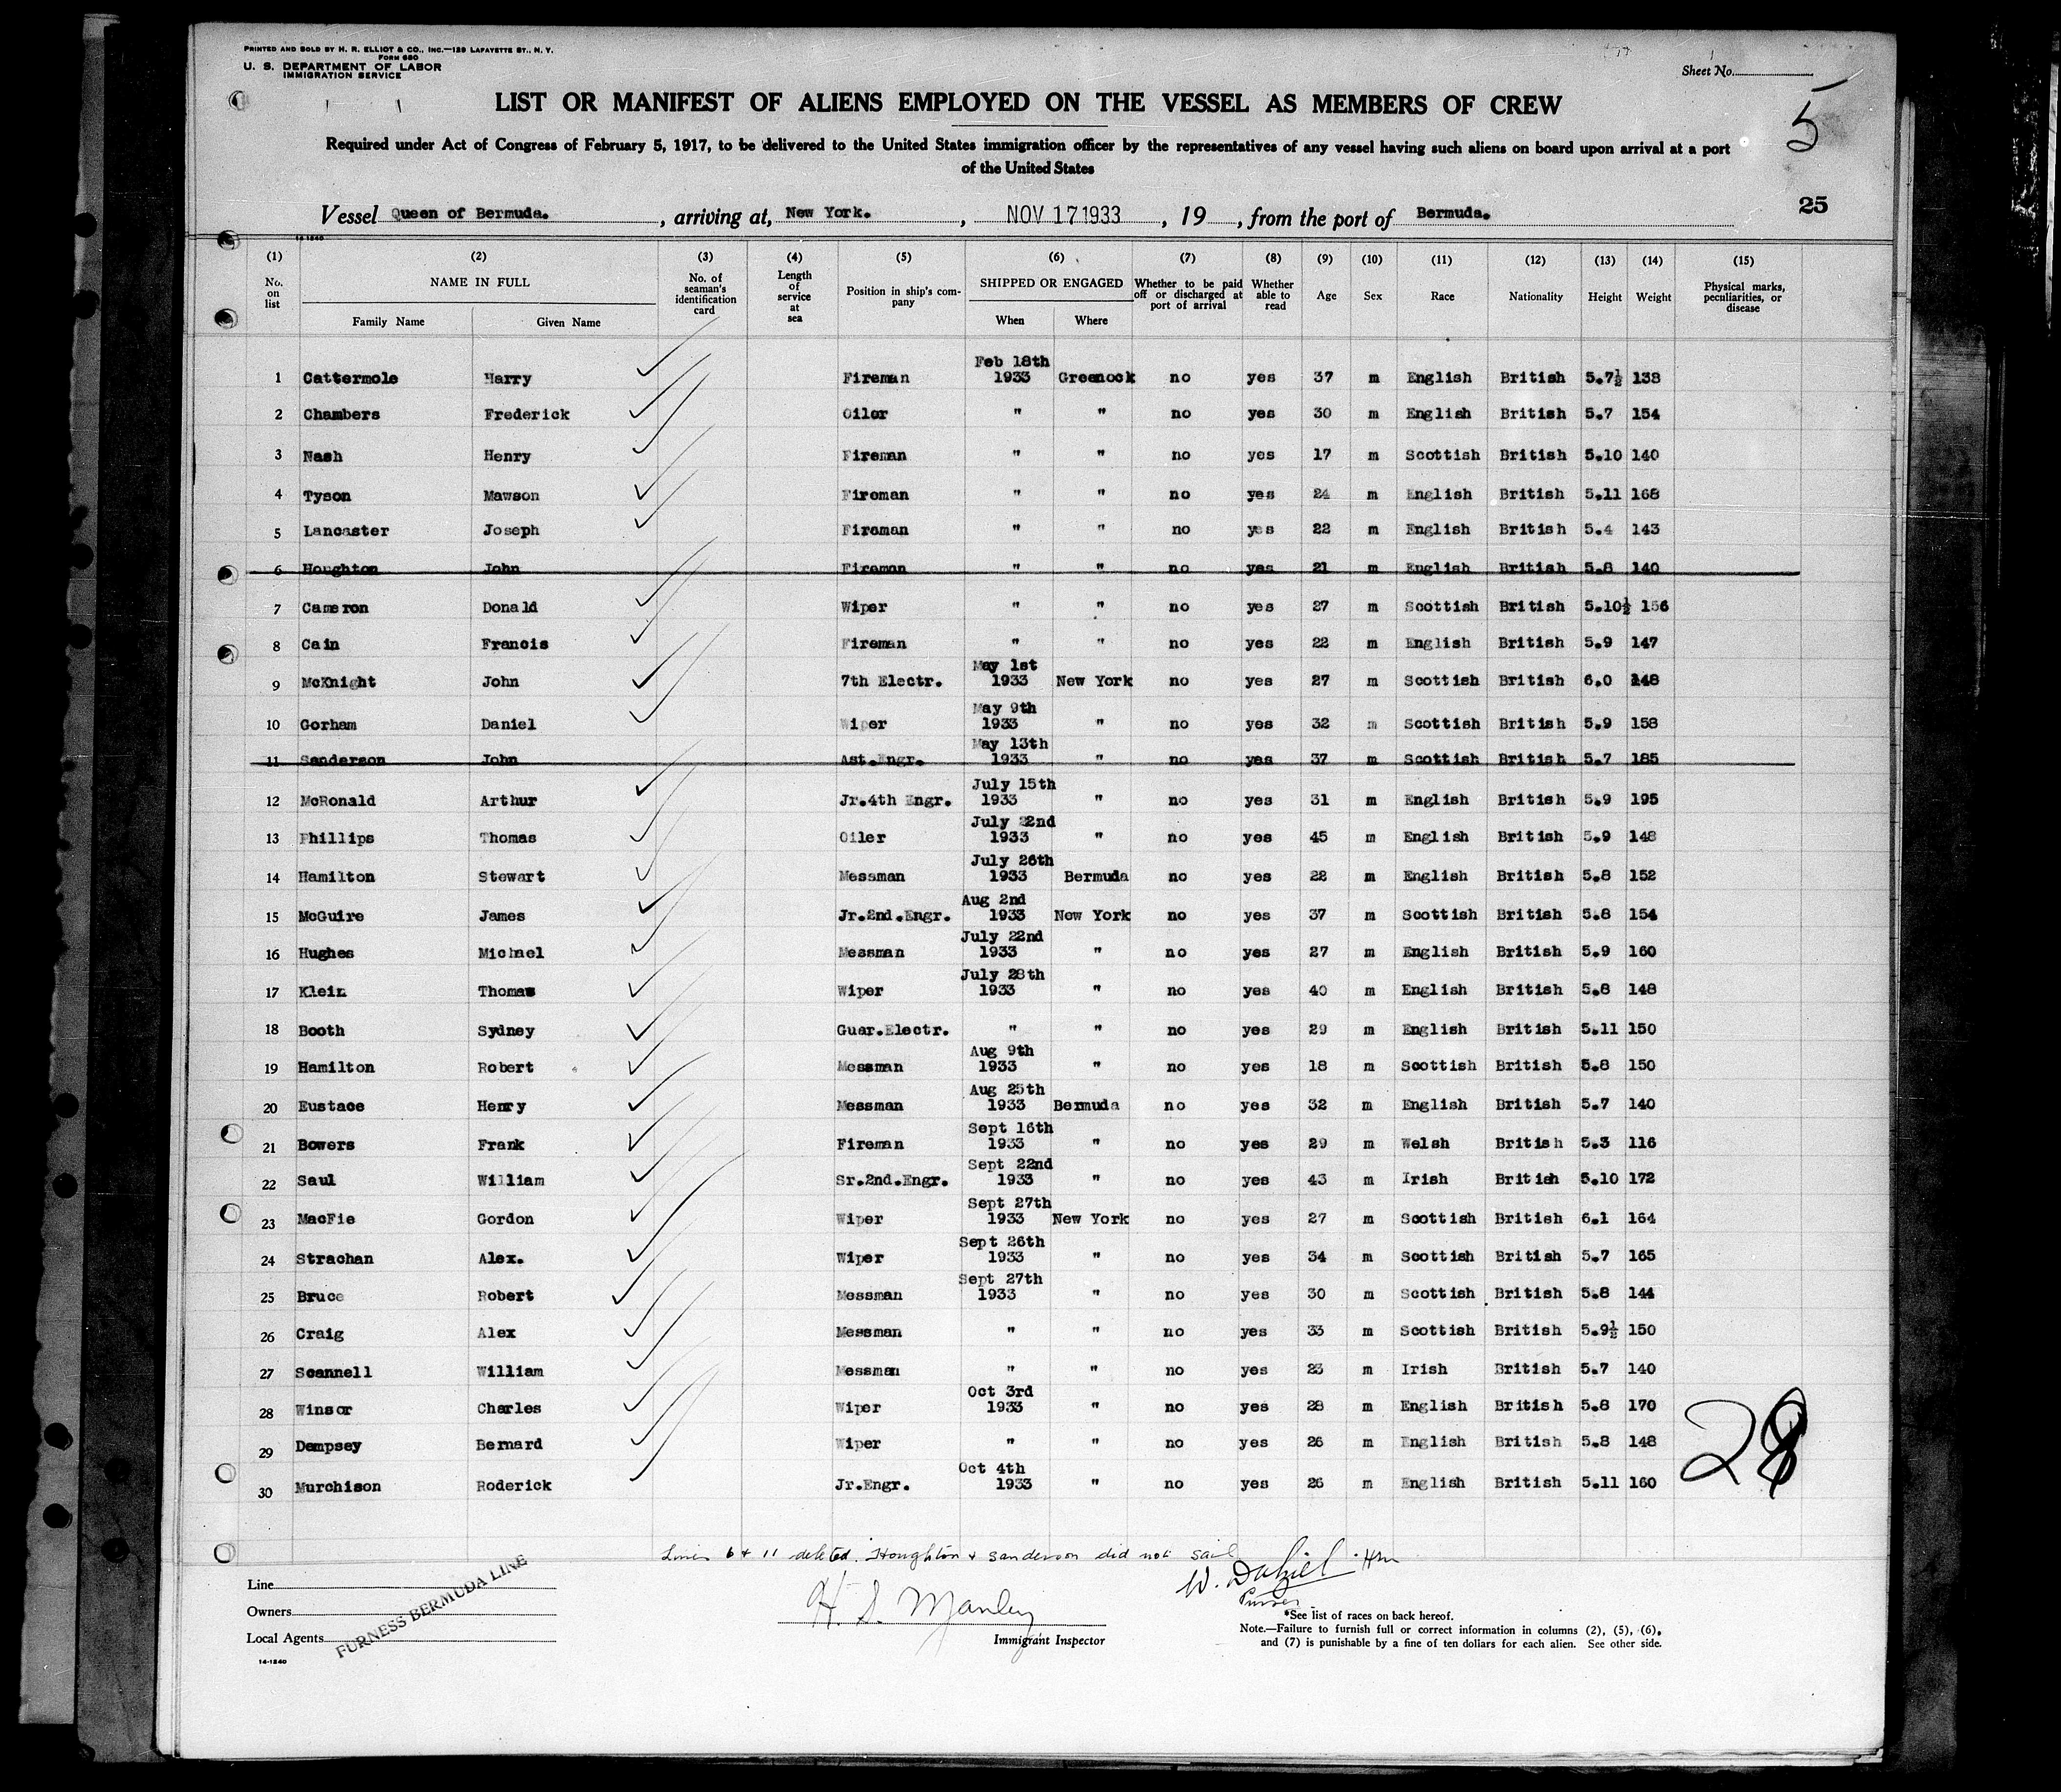 PRINTED AND SOLD BY H. R. ELLIOT & CO., INC.—129 LAFAYETTE ST., N. Y.
FORM 680
U. S. DEPARTMENT OF LABOR
IMMIGRATION SERVICE
Sheet No.
5
LIST OR MANIFEST OF ALIENS EMPLOYED ON THE VESSEL AS MEMBERS OF CREW
Required under Act of Congress of February 5, 1917, to be delivered to the United States immigration officer by the representatives of any vessel having such aliens on board upon arrival at a port
of the United States
25
Vessel Queen of Bermuda. , arriving at, New York. , NOV 17 1933 , 19 , from the port of Bermuda.
14-1240
(1) (2) (3) (4) (5) (6) (7) (8) (9) (10) (11) (12) (13) (14) (15)
No. on list NAME IN FULL Family Name Given Name No. of seaman's identification card Length of service at sea Position in ship's company SHIPPED OR ENGAGED When Where Whether to be paid off or discharged at port of arrival Whether able to read Age Sex Race Nationality Height Weight Physical marks, peculiarities, or disease
Feb 18th
1 Cattermole Harry Fireman 1933 Greenock no yes 37 m English British 5.7½ 138
2 Chambers Frederick Oiler " " no yes 30 m English British 5.7 154
3 Nash Henry Fireman " " no yes 17 m Scottish British 5.10 140
4 Tyson Mawson Fireman " " no yes 24 m English British 5.11 168
5 Lancaster Joseph Fireman " " no yes 22 m English British 5.4 143
6 Houghton John Fireman " " no yes 21 m English British 5.8 140
7 Cameron Donald Wiper " " no yes 27 m Scottish British 5.10½ 156
8 Cain Francis Fireman " " no yes 22 m English British 5.9 147
May 1st
9 McKnight John 7th Electr. 1933 New York no yes 27 m Scottish British 6.0 148
May 9th
10 Gorham Daniel Wiper 1933 " no yes 32 m Scottish British 5.9 158
May 13th
11 Sanderson John Ast.Engr. 1933 " no yes 37 m Scottish British 5.7 185
July 15th
12 McRonald Arthur Jr.4th Engr. 1933 " no yes 31 m English British 5.9 195
July 22nd
13 Phillips Thomas Oiler 1933 " no yes 45 m English British 5.9 148
July 26th
14 Hamilton Stewart Messman 1933 Bermuda no yes 22 m English British 5.8 152
Aug 2nd
15 McGuire James Jr.2nd.Engr. 1933 New York no yes 37 m Scottish British 5.8 154
July 22nd
16 Hughes Michael Messman 1933 " no yes 27 m English British 5.9 160
July 28th
17 Klein Thomas Wiper 1933 " no yes 40 m English British 5.8 148
18 Booth Sydney Guar.Electr. " " no yes 29 m English British 5.11 150
Aug 9th
19 Hamilton Robert Messman 1933 " no yes 18 m Scottish British 5.8 150
Aug 25th
20 Eustace Henry Messman 1933 Bermuda no yes 32 m English British 5.7 140
Sept 16th
21 Bowers Frank Fireman 1933 " no yes 29 m Welsh British 5.3 116
Sept 22nd
22 Saul William Sr.2nd.Engr. 1933 " no yes 43 m Irish British 5.10 172
Sept 27th
23 MacFie Gordon Wiper 1933 New York no yes 27 m Scottish British 6.1 164
Sept 26th
24 Strachan Alex. Wiper 1933 " no yes 34 m Scottish British 5.7 165
Sept 27th
25 Bruce Robert Messman 1933 " no yes 30 m Scottish British 5.8 144
26 Craig Alex Messman " " no yes 33 m Scottish British 5.9½ 150
27 Scannell William Messman " " no yes 23 m Irish British 5.7 140
Oct 3rd
28 Winsor Charles Wiper 1933 " no yes 28 m English British 5.8 170
29 Dempsey Bernard Wiper " " no yes 26 m English British 5.8 148
Oct 4th
30 Murchison Roderick Jr.Engr. 1933 " no yes 26 m English British 5.11 160
28
Lines 6 & 11 deleted. Houghton & Sanderson did not sail
W. Dahiel
Purser
Line
Owners
Local Agents
FURNESS BERMUDA LINE
14-1240
H. S. Manley
Immigrant Inspector
*See list of races on back hereof.
Note.—Failure to furnish full or correct information in columns (2), (5), (6),
and (7) is punishable by a fine of ten dollars for each alien. See other side.